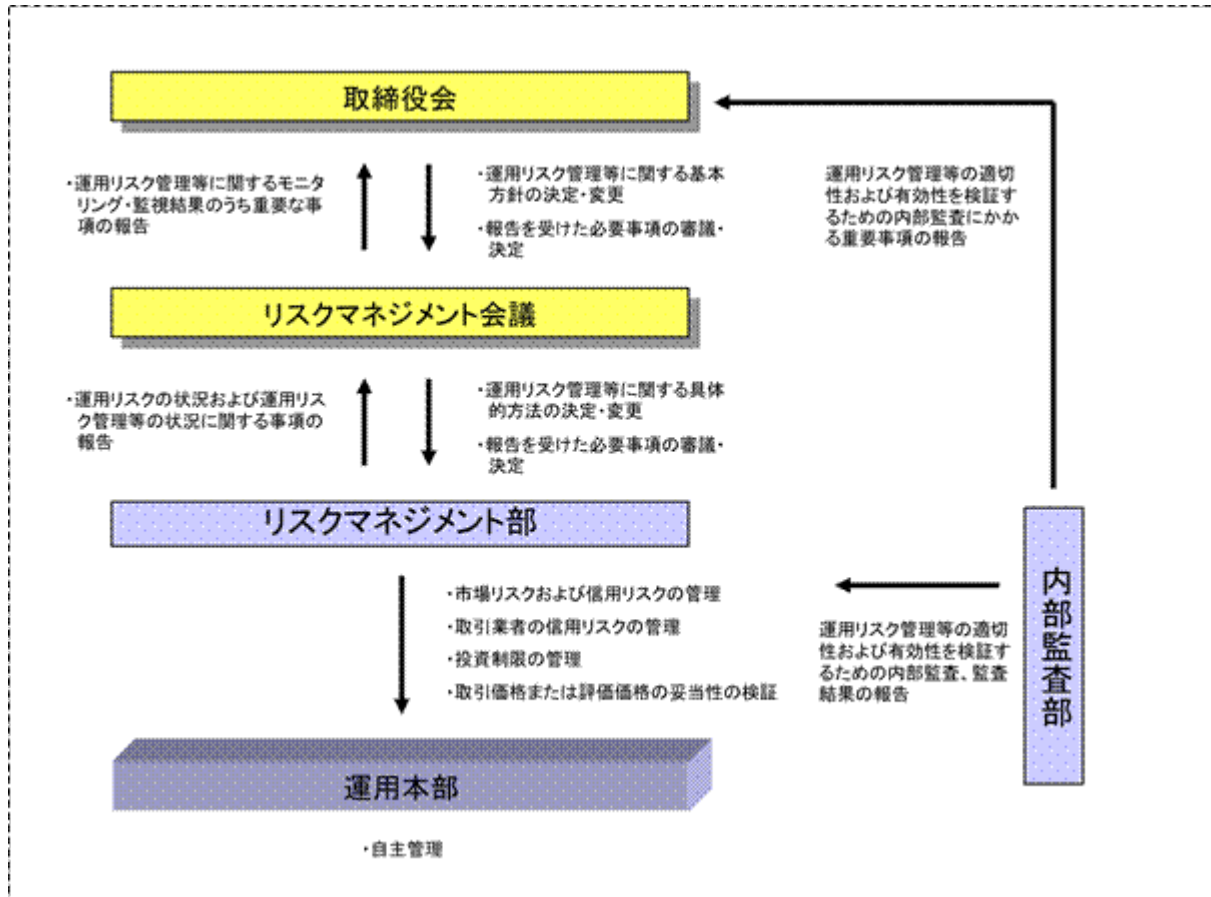 取締役会
・運用リスク管理等に関するモニ
タリング・監視結果のうち重要な事
項の報告
・運用リスク管理等に関する基本
方針の決定・変更
・報告を受けた必要事項の審議・
決定
運用リスク管理等の適切
性および有効性を検証す
るための内部監査にかか
る重要事項の報告
リスクマネジメント会議
・運用リスクの状況および運用リス
ク管理等の状況に関する事項の
報告
・運用リスク管理等に関する具体
的方法の決定・変更
・報告を受けた必要事項の審議・
決定
リスクマネジメント部
・市場リスクおよび信用リスクの管理
・取引業者の信用リスクの管理
・投資制限の管理
・取引価格または評価価格の妥当性の検証
運用リスク管理等の適切
性および有効性を検証す
るための内部監査、監査
結果の報告
内部監査部
運用本部
・自主管理